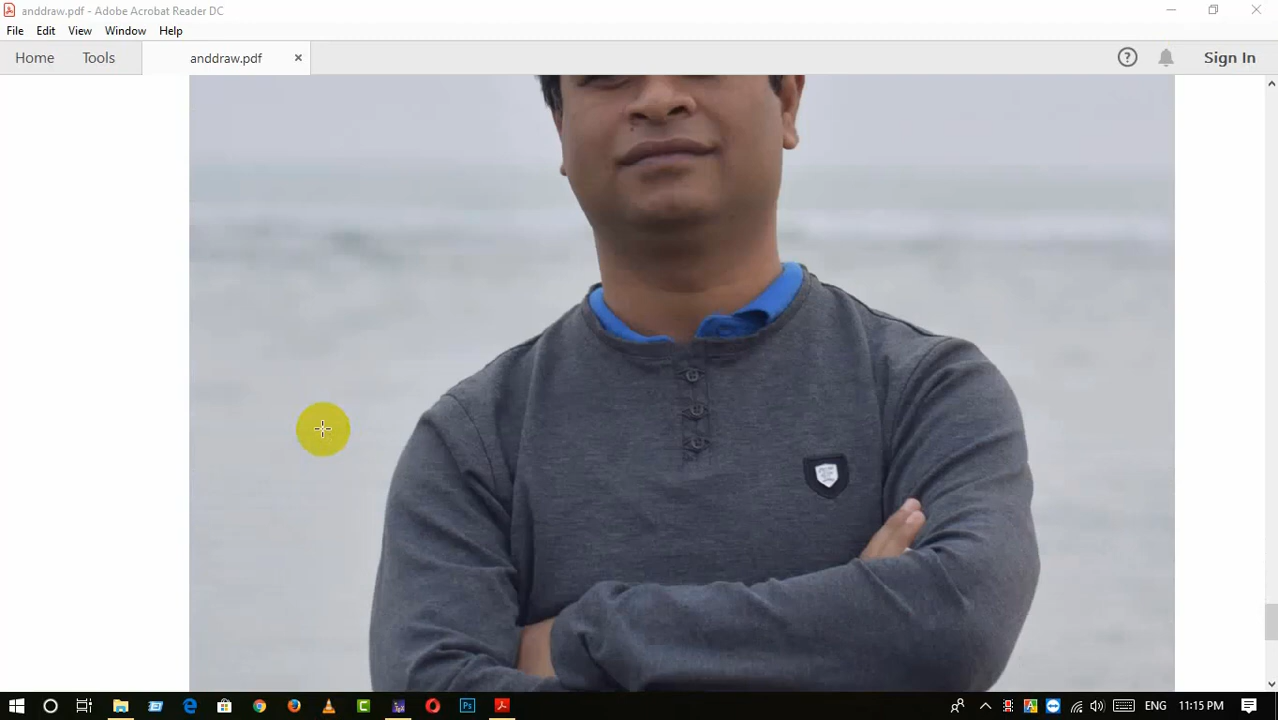 anddraw.pdf - Adobe Acrobat Reader DC
File Edit View Window Help
Home Tools anddraw.pdf × Sign In
ENG 11:15 PM